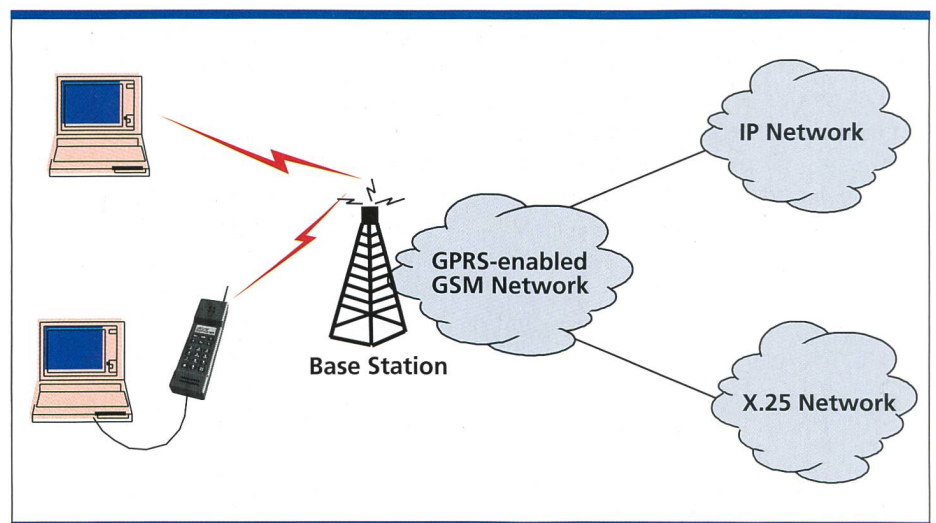 IP Network
GPRS-enabled
GSM Network
Base Station
X.25 Network